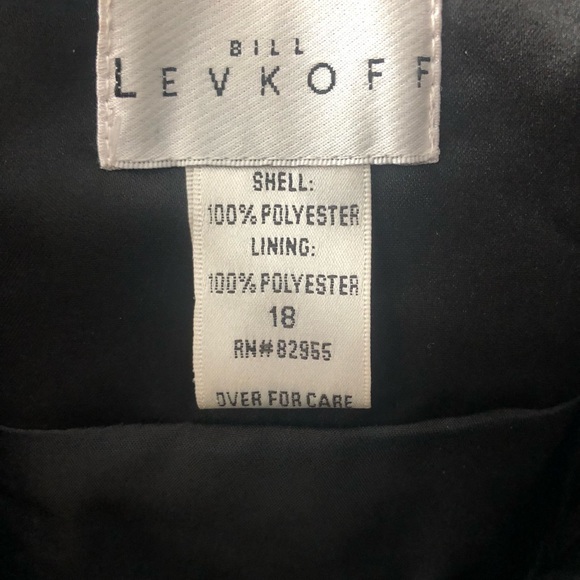 BILL
LEVKOFF
SHELL:
100% POLYESTER
LINING:
100% POLYESTER
18
RN#82955
OVER FOR CARE